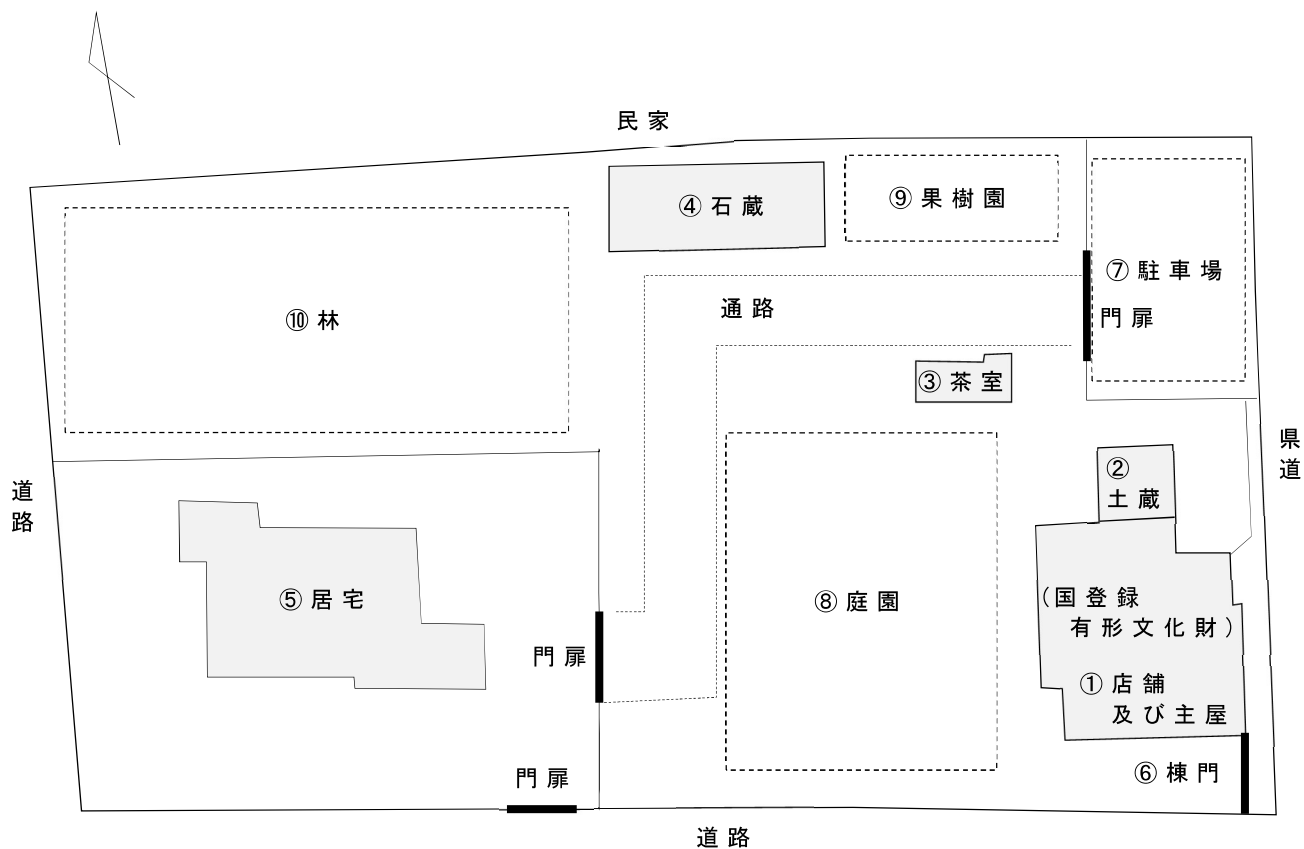 民家
④石蔵
⑨果樹園
⑦駐車場
門扉
通路
⑩林
③茶室
県道
道路
②
土蔵
⑤居宅
⑧庭園
（国登録
有形文化財）
①店舗
及び主屋
門扉
門扉
⑥棟門
道路